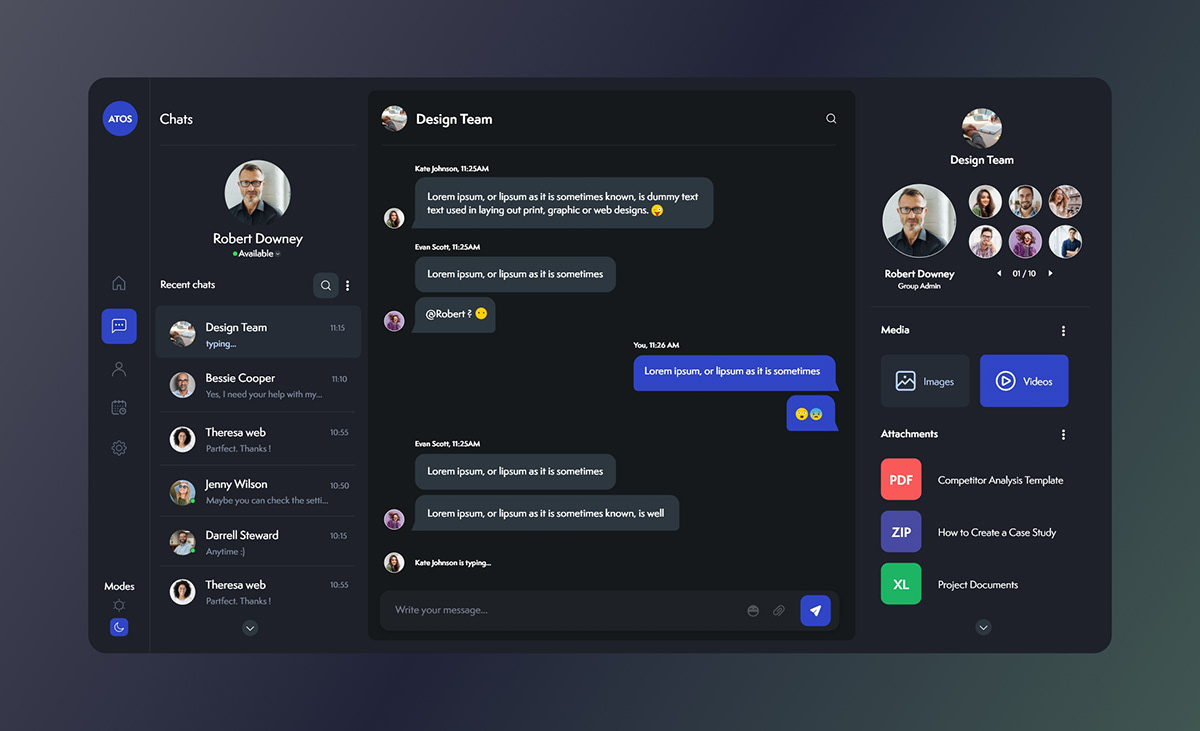 ATOS
Chats
Robert Downey
Available
Recent chats
Design Team
11:15
typing...
Bessie Cooper
11:10
Yes, I need your help with my...
Theresa web
10:55
Partfect. Thanks !
Jenny Wilson
10:50
Maybe you can check the setti...
Darrell Steward
10:15
Anytime :)
Theresa web
10:55
Partfect. Thanks !
Modes
Design Team
Kate Johnson, 11:25AM
Lorem ipsum, or lipsum as it is sometimes known, is dummy text
text used in laying out print, graphic or web designs. 😛
Evan Scott, 11:25AM
Lorem ipsum, or lipsum as it is sometimes
@Robert ? 😶
You, 11:26 AM
Lorem ipsum, or lipsum as it is sometimes
😲😰
Evan Scott, 11:25AM
Lorem ipsum, or lipsum as it is sometimes
Lorem ipsum, or lipsum as it is sometimes known, is well
Kate Johnson is typing...
Write your message...
Design Team
Robert Downey
Group Admin
01 / 10
Media
Images
Videos
Attachments
PDF
Competitor Analysis Template
ZIP
How to Create a Case Study
XL
Project Documents